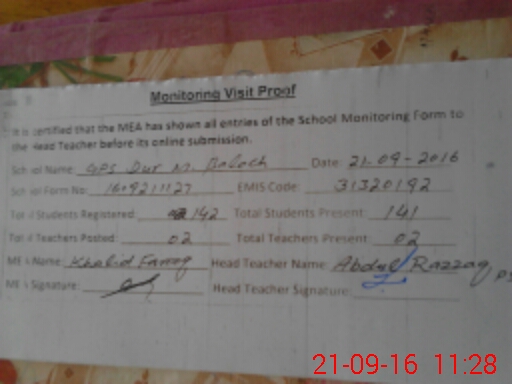 Monitoring Visit Proof
It is certified that the MEA has shown all entries of the School Monitoring Form to
the Head Teacher before its online submission.
School Name: GPS Dur M. Baloch Date: 21-09-2016
School Form No: 1609211127 EMIS Code: 31320192
Total Students Registered: 142 Total Students Present: 141
Total Teachers Posted: 02 Total Teachers Present: 02
MEA Name: Khalid Farooq Head Teacher Name: Abdul Razzaq
MEA Signature: Head Teacher Signature:
21-09-16 11:28